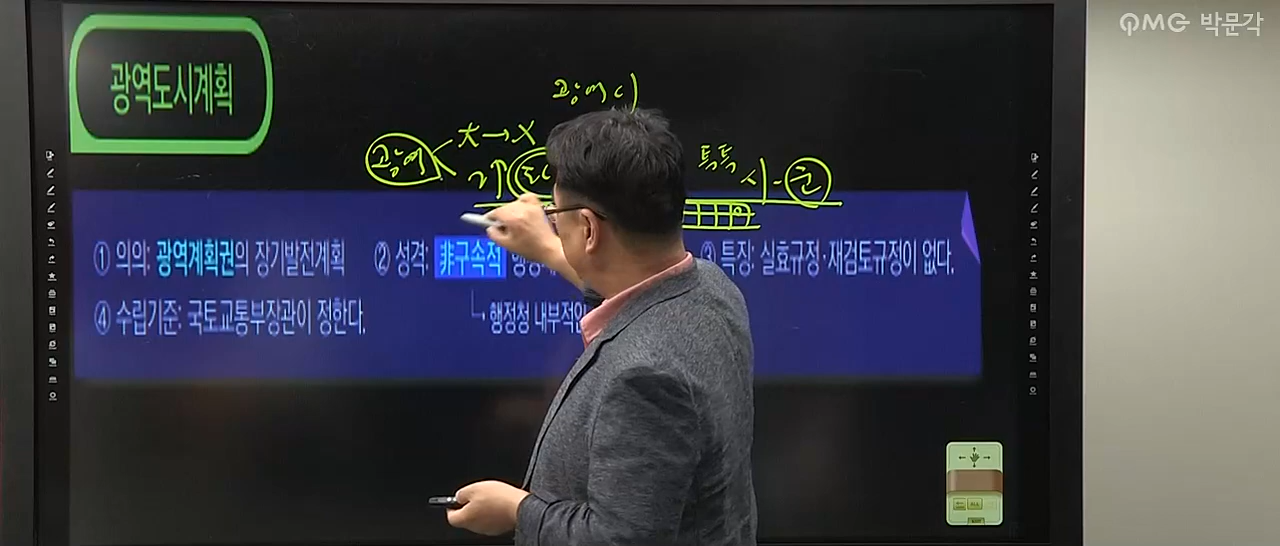 QMG 박문각
광역도시계획
광역시
광역 大 → X
特特 시 - 군
① 의의: 광역계획권의 장기발전계획 ② 성격: 非구속적 ③ 특징: 실효규정·재검토규정이 없다.
④ 수립기준: 국토교통부장관이 정한다. 행정청 내부적인